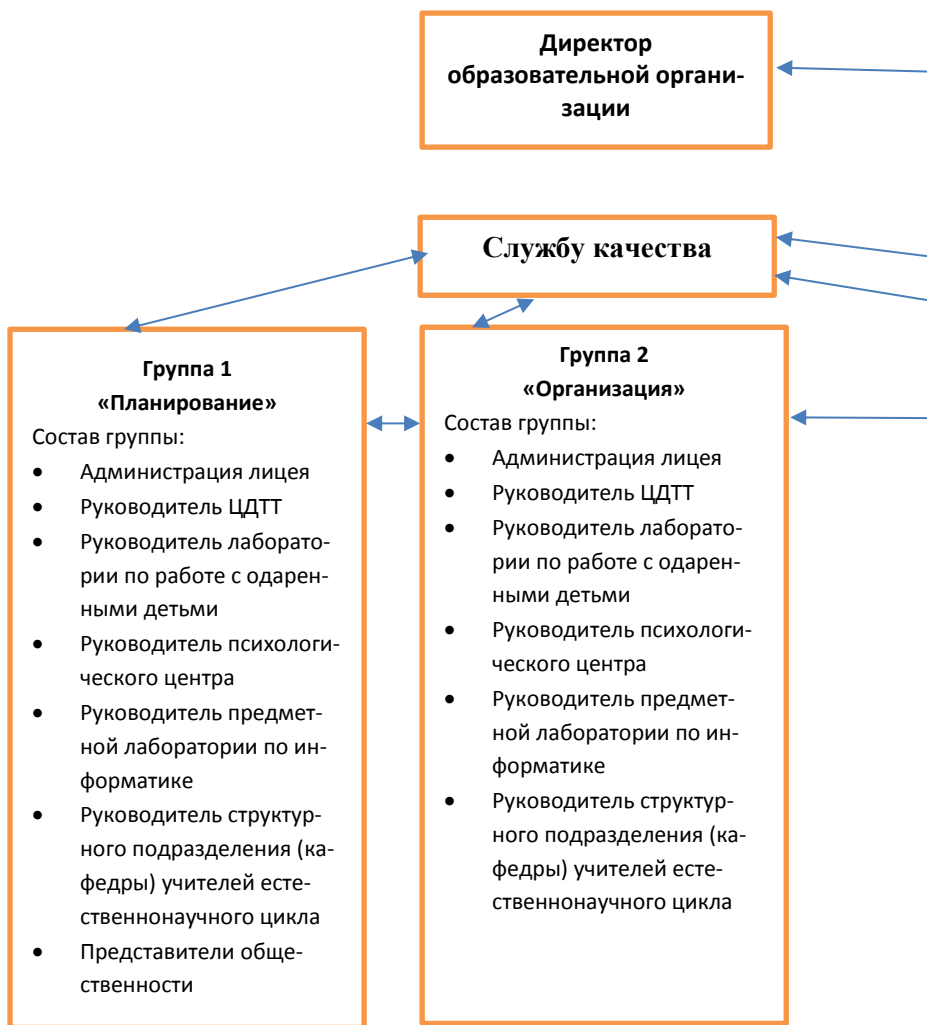 Директор
образовательной органи-
зации
Службу качества
Группа 1
«Планирование»
Состав группы:
• Администрация лицея
• Руководитель ЦДТТ
• Руководитель лаборато-
рии по работе с одарен-
ными детьми
• Руководитель психологи-
ческого центра
• Руководитель предмет-
ной лаборатории по ин-
форматике
• Руководитель структур-
ного подразделения (ка-
федры) учителей есте-
ственнонаучного цикла
• Представители обще-
ственности
Группа 2
«Организация»
Состав группы:
• Администрация лицея
• Руководитель ЦДТТ
• Руководитель лаборато-
рии по работе с одарен-
ными детьми
• Руководитель психологи-
ческого центра
• Руководитель предмет-
ной лаборатории по ин-
форматике
• Руководитель структур-
ного подразделения (ка-
федры) учителей есте-
ственнонаучного цикла